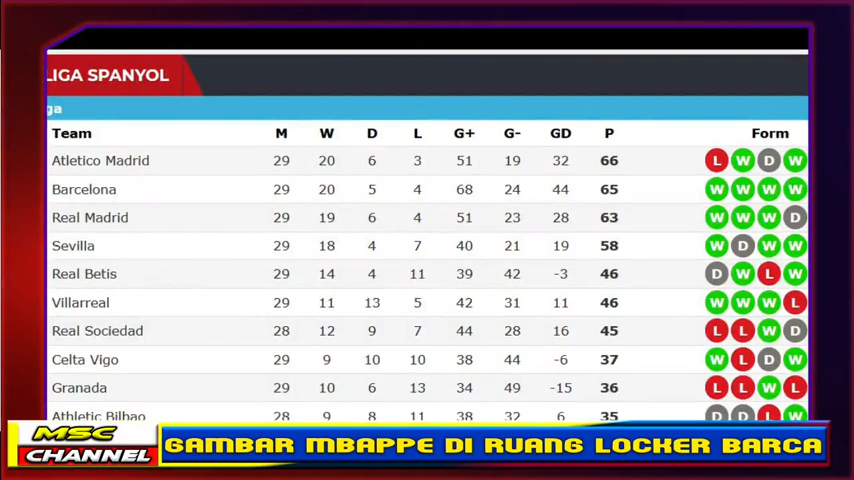 LIGA SPANYOL
ga
Team M W D L G+ G- GD P Form
Atletico Madrid 29 20 6 3 51 19 32 66 L W D W
Barcelona 29 20 5 4 68 24 44 65 W W W W
Real Madrid 29 19 6 4 51 23 28 63 W W W D
Sevilla 29 18 4 7 40 21 19 58 W D W W
Real Betis 29 14 4 11 39 42 -3 46 D W L W
Villarreal 29 11 13 5 42 31 11 46 W W W L
Real Sociedad 28 12 9 7 44 28 16 45 L L W D
Celta Vigo 29 9 10 10 38 44 -6 37 W L D W
Granada 29 10 6 13 34 49 -15 36 L L W L
Athletic Bilbao 28 9 8 11 38 32 6 35 D D L W
MSC
CHANNEL
GAMBAR MBAPPE DI RUANG LOCKER BARCA